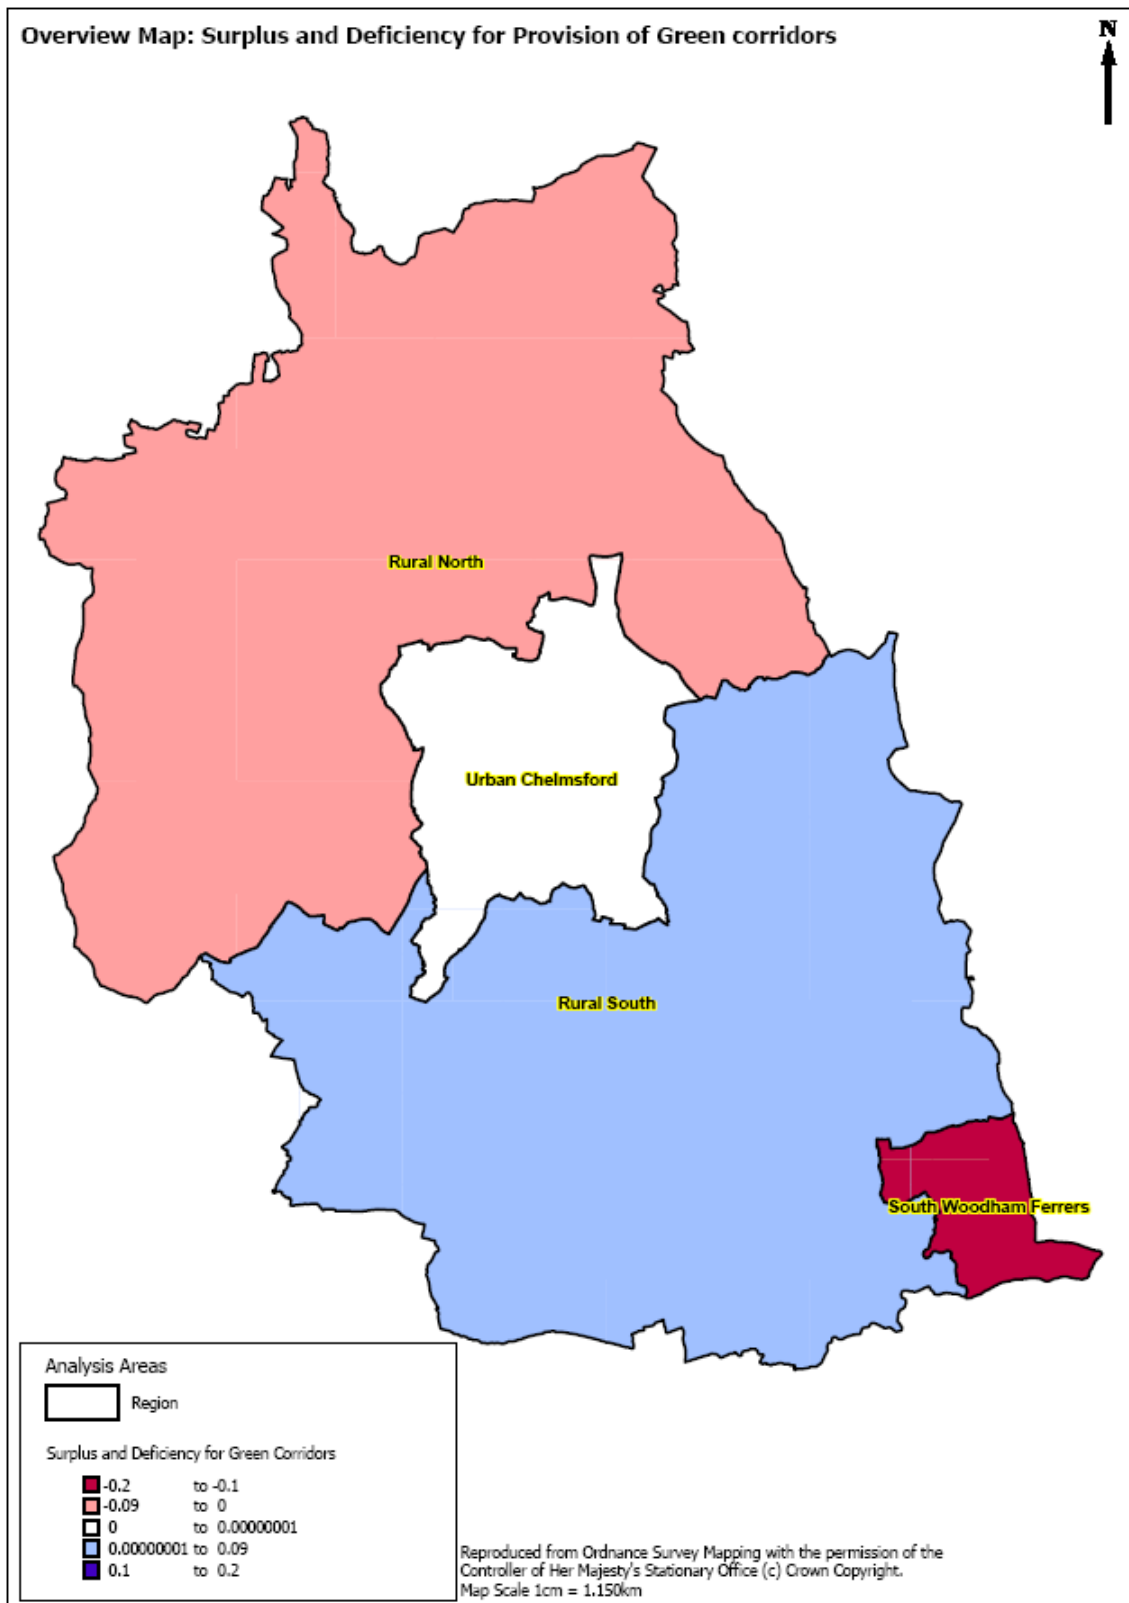 Overview Map: Surplus and Deficiency for Provision of Green corridors
N
Rural North
Urban Chelmsford
Rural South
South Woodham Ferrers
Analysis Areas
Region
Surplus and Deficiency for Green Corridors
-0.2 to -0.1
-0.09 to 0
0 to 0.00000001
0.00000001 to 0.09
0.1 to 0.2
Reproduced from Ordnance Survey Mapping with the permission of the
Controller of Her Majesty's Stationary Office (c) Crown Copyright.
Map Scale 1cm = 1.150km